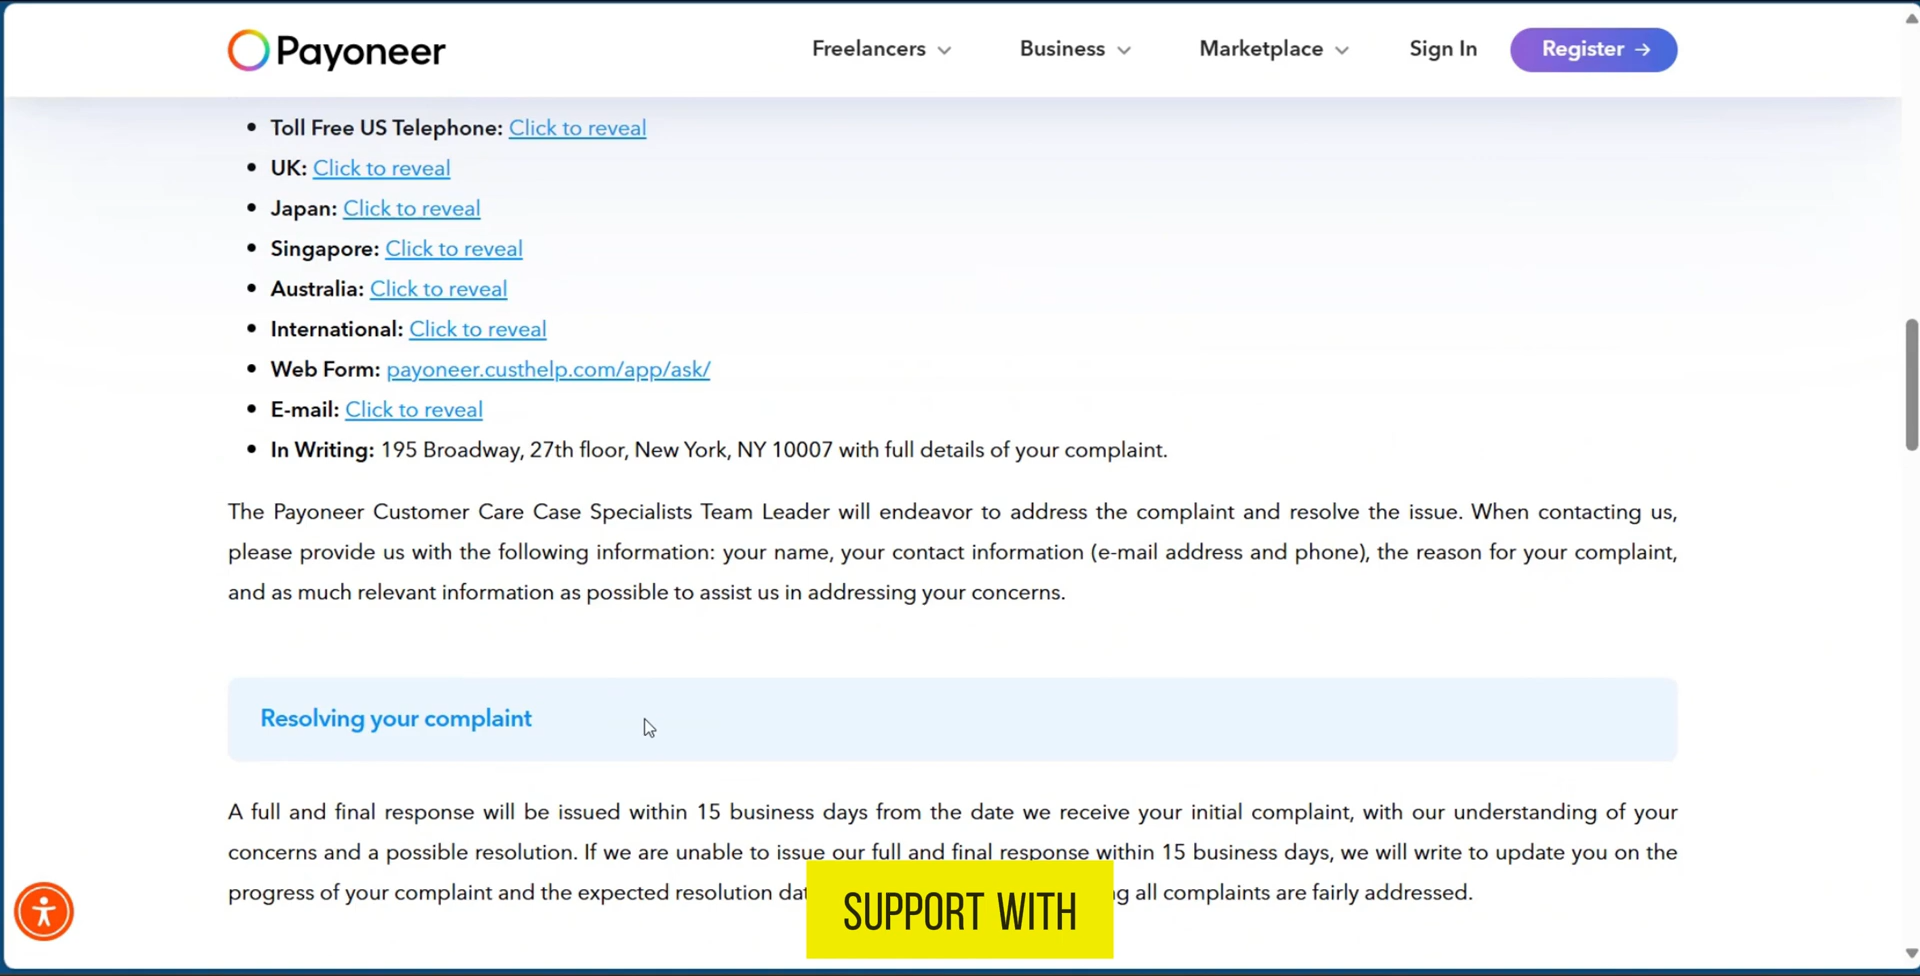 Payoneer
Freelancers
Business
Marketplace
Sign In
Register →
• Toll Free US Telephone: Click to reveal
• UK: Click to reveal
• Japan: Click to reveal
• Singapore: Click to reveal
• Australia: Click to reveal
• International: Click to reveal
• Web Form: payoneer.custhelp.com/app/ask/
• E-mail: Click to reveal
• In Writing: 195 Broadway, 27th floor, New York, NY 10007 with full details of your complaint.
The Payoneer Customer Care Case Specialists Team Leader will endeavor to address the complaint and resolve the issue. When contacting us,
please provide us with the following information: your name, your contact information (e-mail address and phone), the reason for your complaint,
and as much relevant information as possible to assist us in addressing your concerns.
Resolving your complaint
A full and final response will be issued within 15 business days from the date we receive your initial complaint, with our understanding of your
concerns and a possible resolution. If we are unable to issue our full and final response within 15 business days, we will write to update you on the
progress of your complaint and the expected resolution all complaints are fairly addressed.
SUPPORT WITH